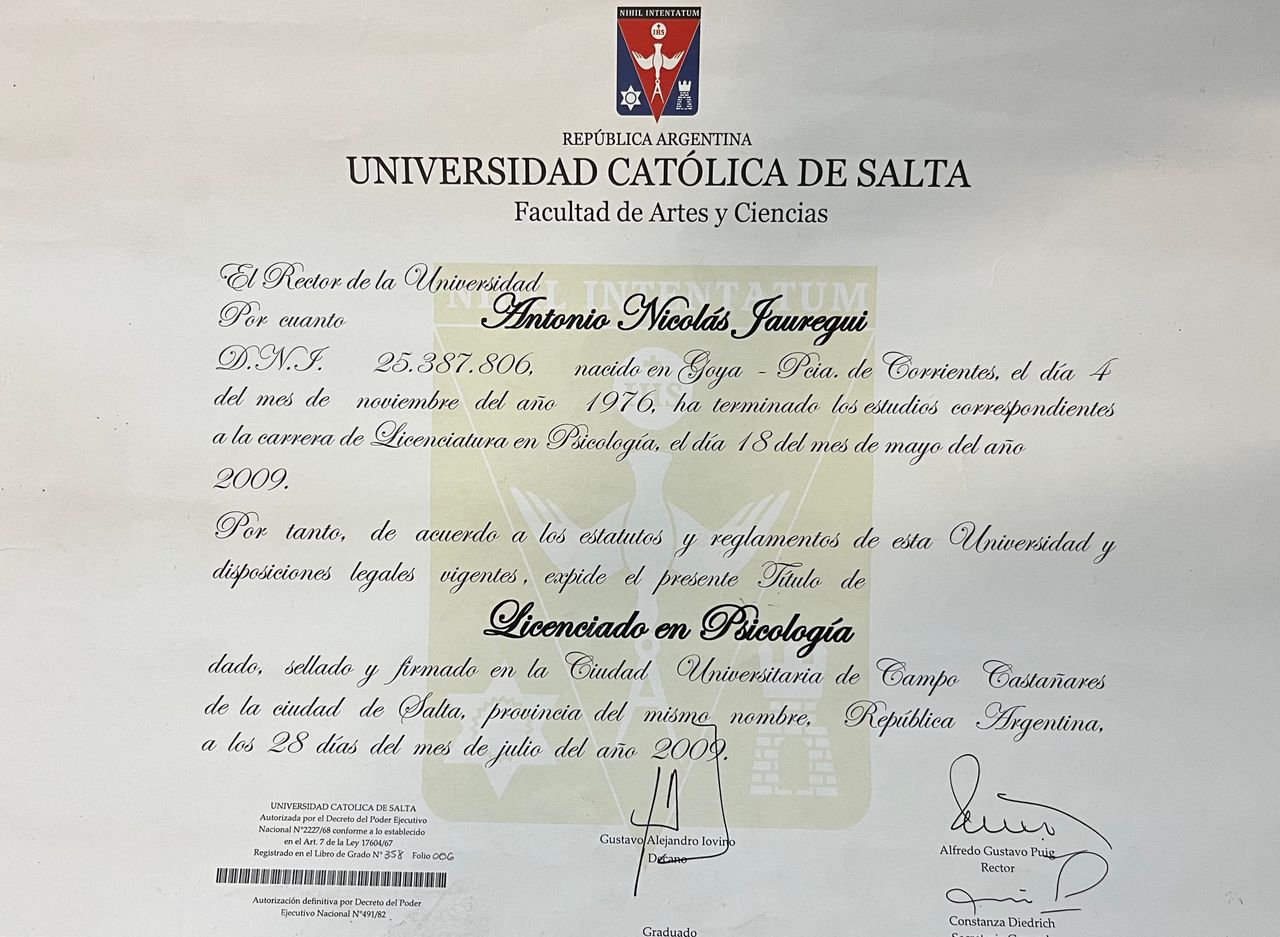 NIHIL INTENTATUM
IHS
REPÚBLICA ARGENTINA
UNIVERSIDAD CATÓLICA DE SALTA
Facultad de Artes y Ciencias
El Rector de la Universidad
NIHIL INTENTATUM
Por cuanto Antonio Nicolás Jauregui
IHS
D.N.I. 25.387.806, nacido en Goya - Pcia. de Corrientes, el día 4
del mes de noviembre del año 1976, ha terminado los estudios correspondientes
a la carrera de Licenciatura en Psicología, el día 18 del mes de mayo del año
2009.
Por tanto, de acuerdo a los estatutos y reglamentos de esta Universidad y
disposiciones legales vigentes, expide el presente Título de
Licenciado en Psicología
dado, sellado y firmado en la Ciudad Universitaria de Campo Castañares
de la ciudad de Salta, provincia del mismo nombre, República Argentina,
a los 28 días del mes de julio del año 2009.
UNIVERSIDAD CATOLICA DE SALTA
Autorizada por el Decreto del Poder Ejecutivo
Nacional N°2227/68 conforme a lo establecido
en el Art. 7 de la Ley 17604/67
Registrado en el Libro de Grado N° 358 Folio 006
Autorización definitiva por Decreto del Poder
Ejecutivo Nacional N°491/82
Gustavo Alejandro Iovino
Decano
Graduado
Alfredo Gustavo Puig
Rector
Constanza Diedrich